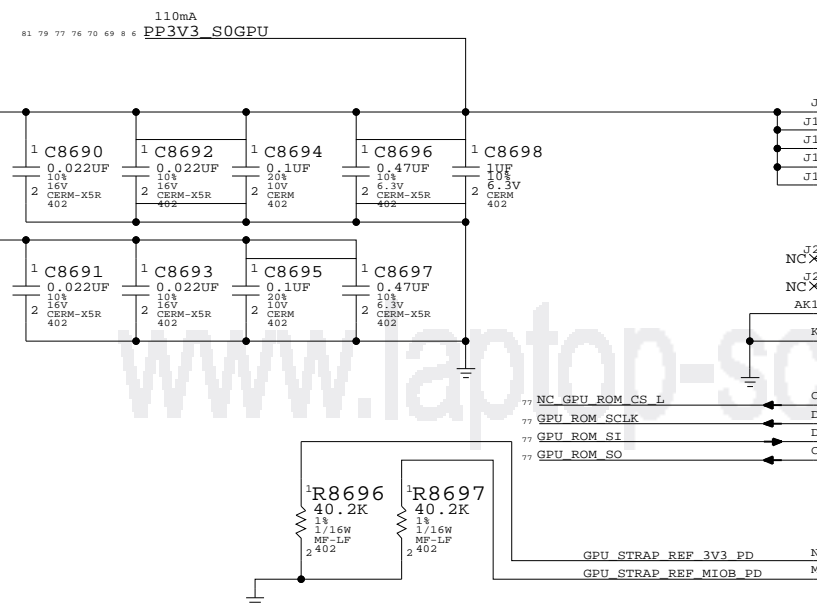 110mA
81 79 77 76 70 69 8 6 PP3V3_S0GPU
J
J1
J1
J1
J1
1 C8690
0.022UF
10%
16V
2 CERM-X5R
402
1 C8692
0.022UF
10%
16V
2 CERM-X5R
402
1 C8694
0.1UF
20%
10V
2 CERM
402
1 C8696
0.47UF
10%
6.3V
2 CERM-X5R
402
1 C8698
1UF
10%
6.3V
2 CERM
402
J2
NC
J2
NC
AK1
K
1 C8691
0.022UF
10%
16V
2 CERM-X5R
402
1 C8693
0.022UF
10%
16V
2 CERM-X5R
402
1 C8695
0.1UF
20%
10V
2 CERM
402
1 C8697
0.47UF
10%
6.3V
2 CERM-X5R
402
www.laptop-sc
77 NC_GPU_ROM_CS_L C
77 GPU_ROM_SCLK D
77 GPU_ROM_SI D
77 GPU_ROM_SO C
1 R8696
40.2K
1%
1/16W
MF-LF
2 402
1 R8697
40.2K
1%
1/16W
MF-LF
2 402
GPU_STRAP_REF_3V3_PD N
GPU_STRAP_REF_MIOB_PD M